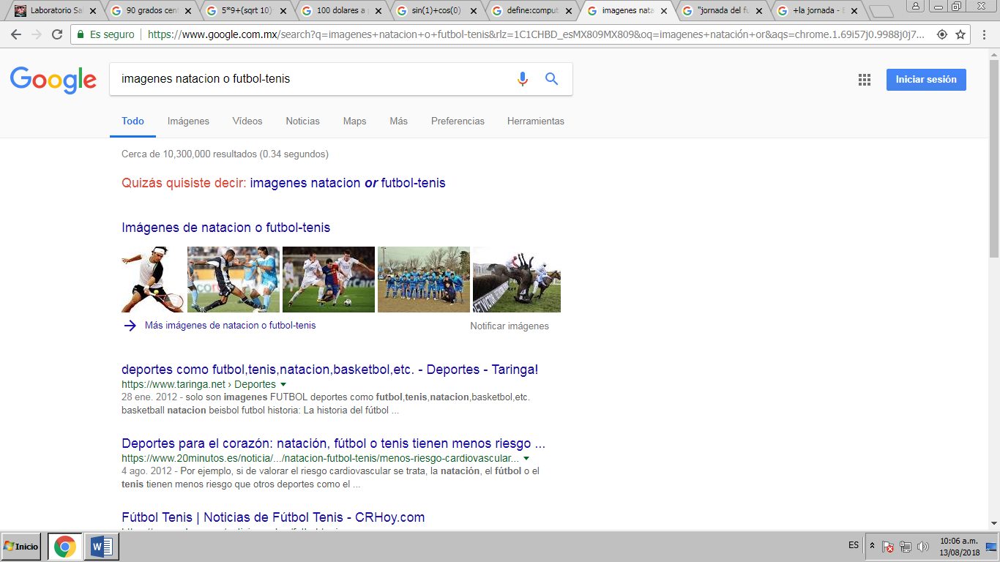 Laboratorio Sal
90 grados cent
5*9+(sqrt 10)
100 dolares a p
sin(1)+cos(0)
define:comput
imagenes nata
"jornada del fu
+la jornada - B
Es seguro https://www.google.com.mx/search?q=imagenes+natacion+o+futbol-tenis&rlz=1C1CHBD_esMX809MX809&oq=imagenes+natación+or&aqs=chrome.1.69i57j0.9988j0j7...
Google
imagenes natacion o futbol-tenis
Iniciar sesión
Todo Imágenes Vídeos Noticias Maps Más Preferencias Herramientas
Cerca de 10,300,000 resultados (0.34 segundos)
Quizás quisiste decir: imagenes natacion or futbol-tenis
Imágenes de natacion o futbol-tenis
Más imágenes de natacion o futbol-tenis Notificar imágenes
deportes como futbol,tenis,natacion,basketbol,etc. - Deportes - Taringa!
https://www.taringa.net › Deportes
28 ene. 2012 - solo son imagenes FUTBOL deportes como futbol,tenis,natacion,basketbol,etc.
basketball natacion beisbol futbol historia: La historia del fútbol ...
Deportes para el corazón: natación, fútbol o tenis tienen menos riesgo ...
https://www.20minutos.es/noticia/.../natacion-futbol-tenis/menos-riesgo-cardiovascular...
4 ago. 2012 - Por ejemplo, si de valorar el riesgo cardiovascular se trata, la natación, el fútbol o el
tenis tienen menos riesgo que otros deportes como el ...
Fútbol Tenis | Noticias de Fútbol Tenis - CRHoy.com
Inicio
ES
10:06 a.m.
13/08/2018